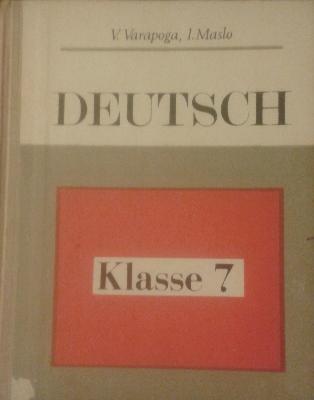 V. Varapoga, I. Maslo
DEUTSCH
Klasse 7